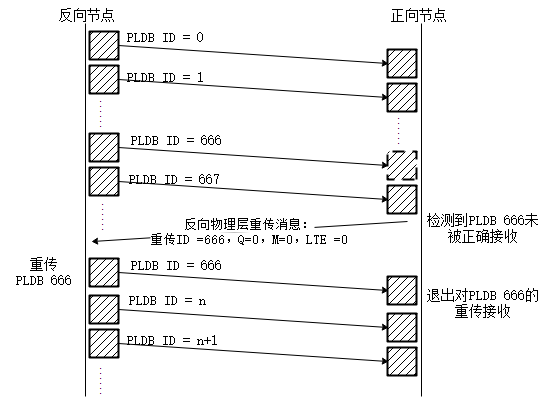 反向节点
正向节点
PLDB ID = 0
PLDB ID = 1
PLDB ID = 666
PLDB ID = 667
反向物理层重传消息:
重传ID =666, Q=0, M=0, LTE =0
检测到PLDB 666未
被正确接收
重传
PLDB 666
PLDB ID = 666
PLDB ID = n
退出对PLDB 666的
重传接收
PLDB ID = n+1